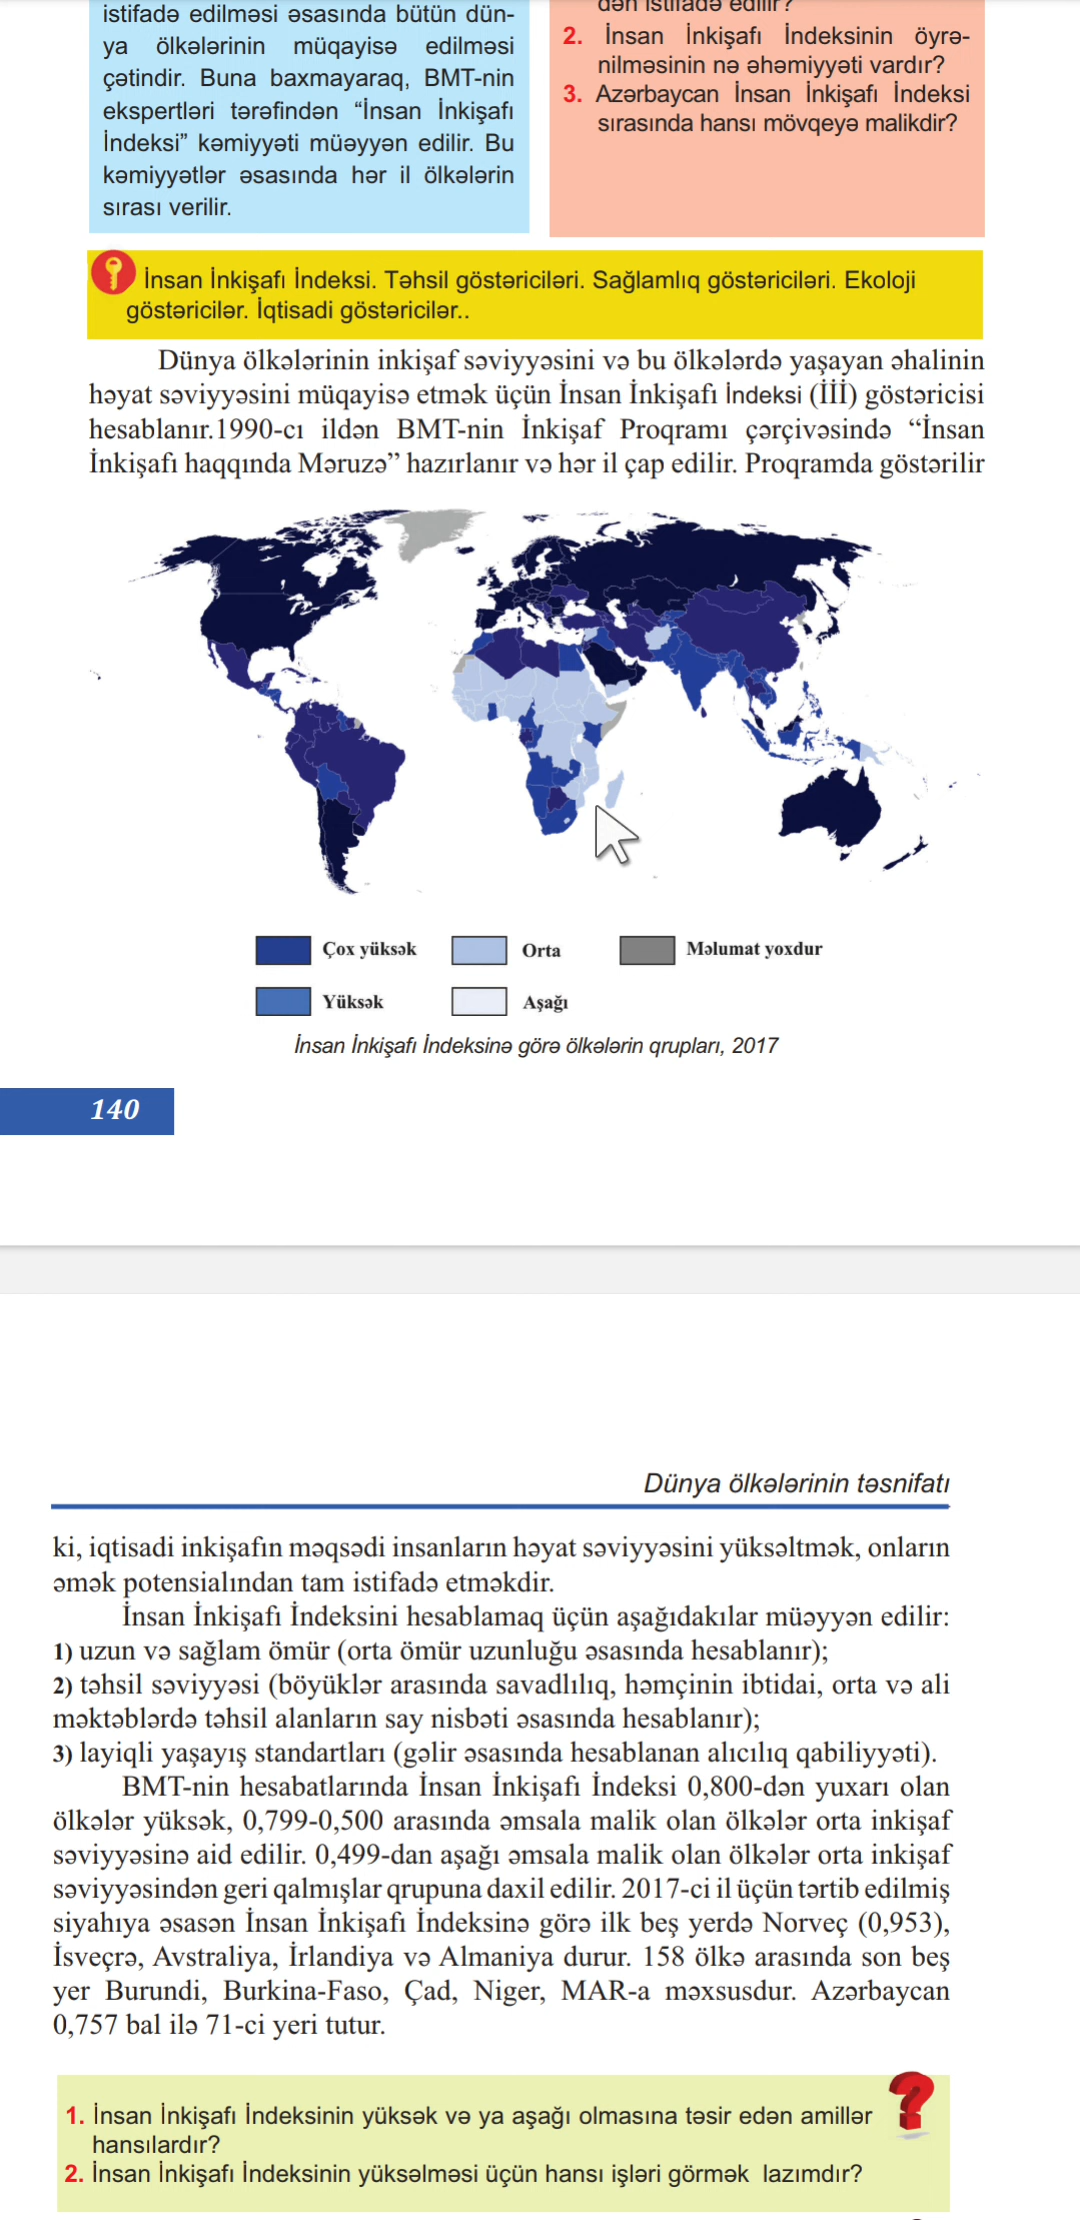 istifadə edilməsi əsasında bütün dün-
ya ölkələrinin müqayisə edilməsi
çətindir. Buna baxmayaraq, BMT-nin
ekspertləri tərəfindən “İnsan İnkişafı
İndeksi” kəmiyyəti müəyyən edilir. Bu
kəmiyyətlər əsasında hər il ölkələrin
sırası verilir.
dən istifadə edilir?
2. İnsan İnkişafı İndeksinin öyrə-
nilməsinin nə əhəmiyyəti vardır?
3. Azərbaycan İnsan İnkişafı İndeksi
sırasında hansı mövqeyə malikdir?
İnsan İnkişafı İndeksi. Təhsil göstəriciləri. Sağlamlıq göstəriciləri. Ekoloji
göstəricilər. İqtisadi göstəricilər..
Dünya ölkələrinin inkişaf səviyyəsini və bu ölkələrdə yaşayan əhalinin
həyat səviyyəsini müqayisə etmək üçün İnsan İnkişafı İndeksi (İİİ) göstəricisi
hesablanır.1990-cı ildən BMT-nin İnkişaf Proqramı çərçivəsində “İnsan
İnkişafı haqqında Məruzə” hazırlanır və hər il çap edilir. Proqramda göstərilir
Çox yüksək
Orta
Məlumat yoxdur
Yüksək
Aşağı
İnsan İnkişafı İndeksinə görə ölkələrin qrupları, 2017
140
Dünya ölkələrinin təsnifatı
ki, iqtisadi inkişafın məqsədi insanların həyat səviyyəsini yüksəltmək, onların
əmək potensialından tam istifadə etməkdir.
İnsan İnkişafı İndeksini hesablamaq üçün aşağıdakılar müəyyən edilir:
1) uzun və sağlam ömür (orta ömür uzunluğu əsasında hesablanır);
2) təhsil səviyyəsi (böyüklər arasında savadlılıq, həmçinin ibtidai, orta və ali
məktəblərdə təhsil alanların say nisbəti əsasında hesablanır);
3) layiqli yaşayış standartları (gəlir əsasında hesablanan alıcılıq qabiliyyəti).
BMT-nin hesabatlarında İnsan İnkişafı İndeksi 0,800-dən yuxarı olan
ölkələr yüksək, 0,799-0,500 arasında əmsala malik olan ölkələr orta inkişaf
səviyyəsinə aid edilir. 0,499-dan aşağı əmsala malik olan ölkələr orta inkişaf
səviyyəsindən geri qalmışlar qrupuna daxil edilir. 2017-ci il üçün tərtib edilmiş
siyahıya əsasən İnsan İnkişafı İndeksinə görə ilk beş yerdə Norveç (0,953),
İsveçrə, Avstraliya, İrlandiya və Almaniya durur. 158 ölkə arasında son beş
yer Burundi, Burkina-Faso, Çad, Niger, MAR-a məxsusdur. Azərbaycan
0,757 bal ilə 71-ci yeri tutur.
1. İnsan İnkişafı İndeksinin yüksək və ya aşağı olmasına təsir edən amillər
hansılardır?
2. İnsan İnkişafı İndeksinin yüksəlməsi üçün hansı işləri görmək lazımdır?